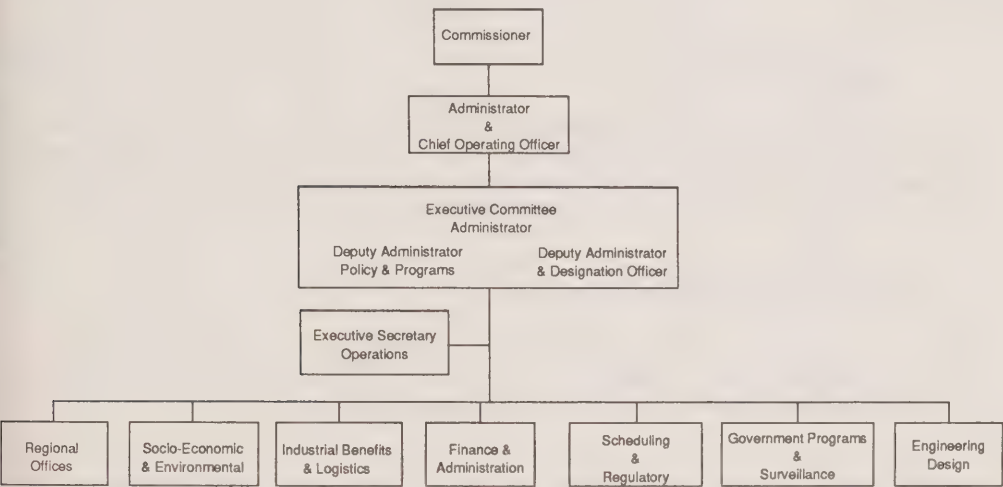 Commissioner
Administrator
&
Chief Operating Officer
Executive Committee
Administrator
Deputy Administrator
Policy & Programs
Deputy Administrator
& Designation Officer
Executive Secretary
Operations
Regional
Offices
Socio-Economic
& Environmental
Industrial Benefits
& Logistics
Finance &
Administration
Scheduling
&
Regulatory
Government Programs
&
Surveillance
Engineering
Design